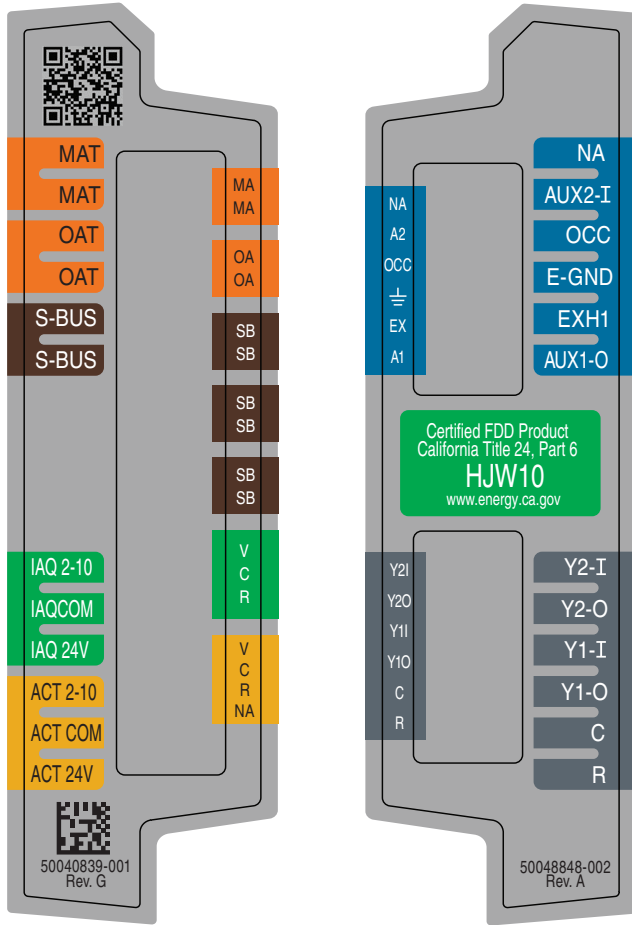 MAT
MAT
OAT
OAT
S-BUS
S-BUS
IAQ 2-10
IAQCOM
IAQ 24V
ACT 2-10
ACT COM
ACT 24V
MA
MA
OA
OA
SB
SB
SB
SB
SB
SB
V
C
R
V
C
R
NA
50040839-001
Rev. G
NA
A2
OCC
EX
A1
NA
AUX2-I
OCC
E-GND
EXH1
AUX1-O
Certified FDD Product
California Title 24, Part 6
HJW10
www.energy.ca.gov
Y2I
Y2O
Y1I
Y1O
C
R
Y2-I
Y2-O
Y1-I
Y1-O
C
R
50048848-002
Rev. A